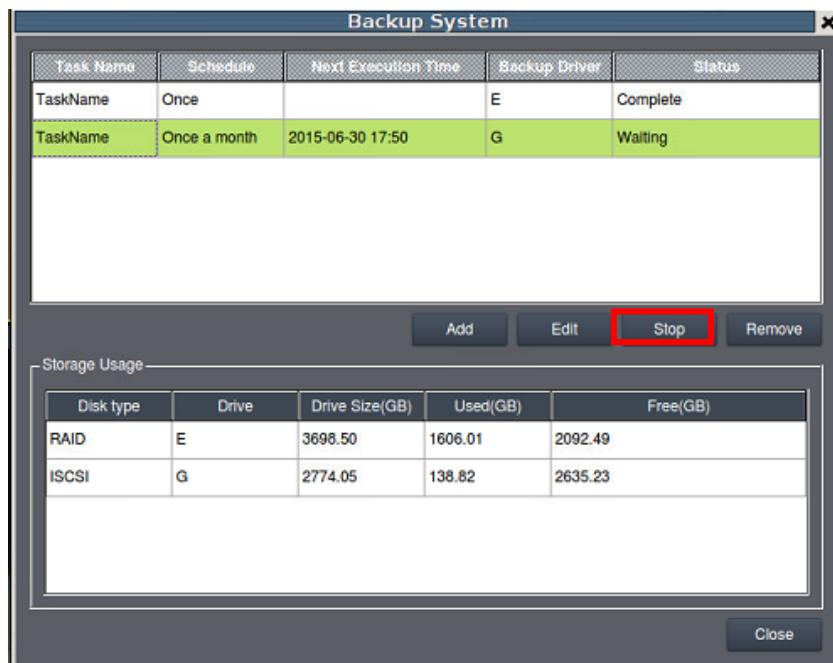 Backup System
Task Name Schedule Next Execution Time Backup Driver Status
TaskName Once E Complete
TaskName Once a month 2015-06-30 17:50 G Waiting
Add Edit Stop Remove
Storage Usage
Disk type Drive Drive Size(GB) Used(GB) Free(GB)
RAID E 3698.50 1606.01 2092.49
ISCSI G 2774.05 138.82 2635.23
Close